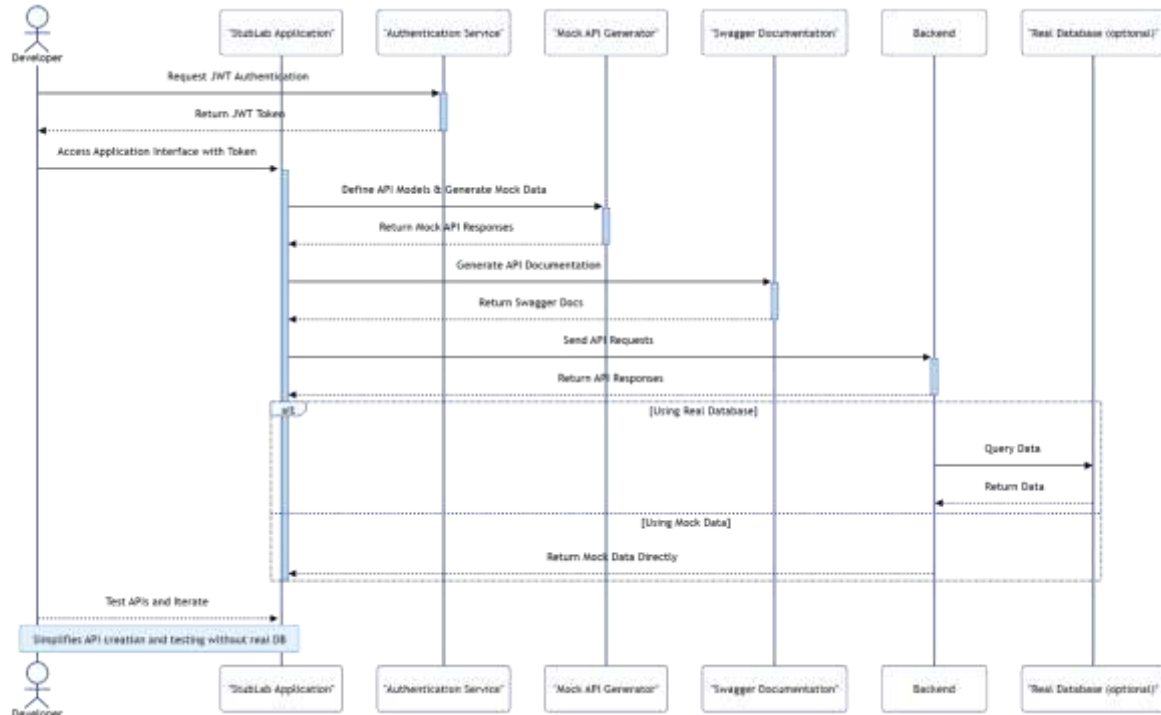 "StubLab Application" "Authentication Service" "Mock API Generator" "Swagger Documentation" Backend "Real Database (optional)"
Developer
Request JWT Authentication
Return JWT Token
Access Application Interface with Token
Define API Models & Generate Mock Data
Return Mock API Responses
Generate API Documentation
Return Swagger Docs
Send API Requests
Return API Responses
alt [Using Real Database]
Query Data
Return Data
[Using Mock Data]
Return Mock Data Directly
Test APIs and Iterate
Simplifies API creation and testing without real DB
"StubLab Application" "Authentication Service" "Mock API Generator" "Swagger Documentation" Backend "Real Database (optional)"
Developer